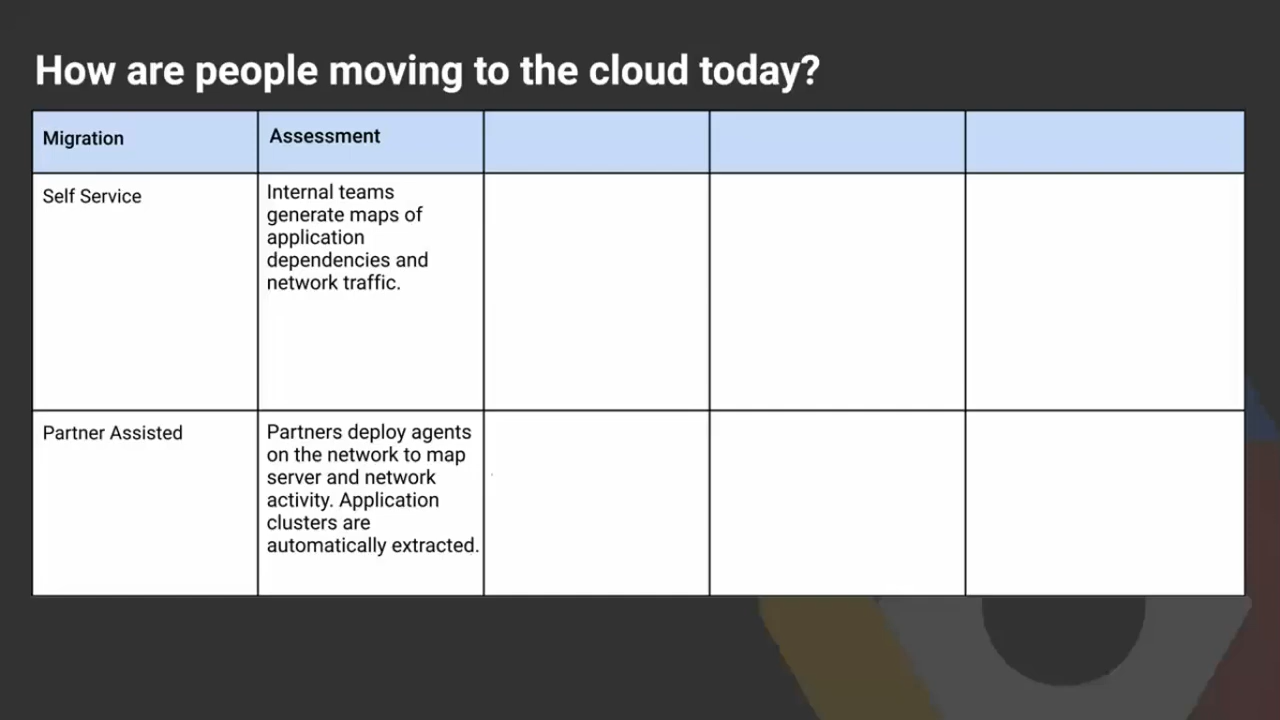 How are people moving to the cloud today?
Migration
Assessment
Self Service
Internal teams
generate maps of
application
dependencies and
network traffic.
Partner Assisted
Partners deploy agents
on the network to map
server and network
activity. Application
clusters are
automatically extracted.